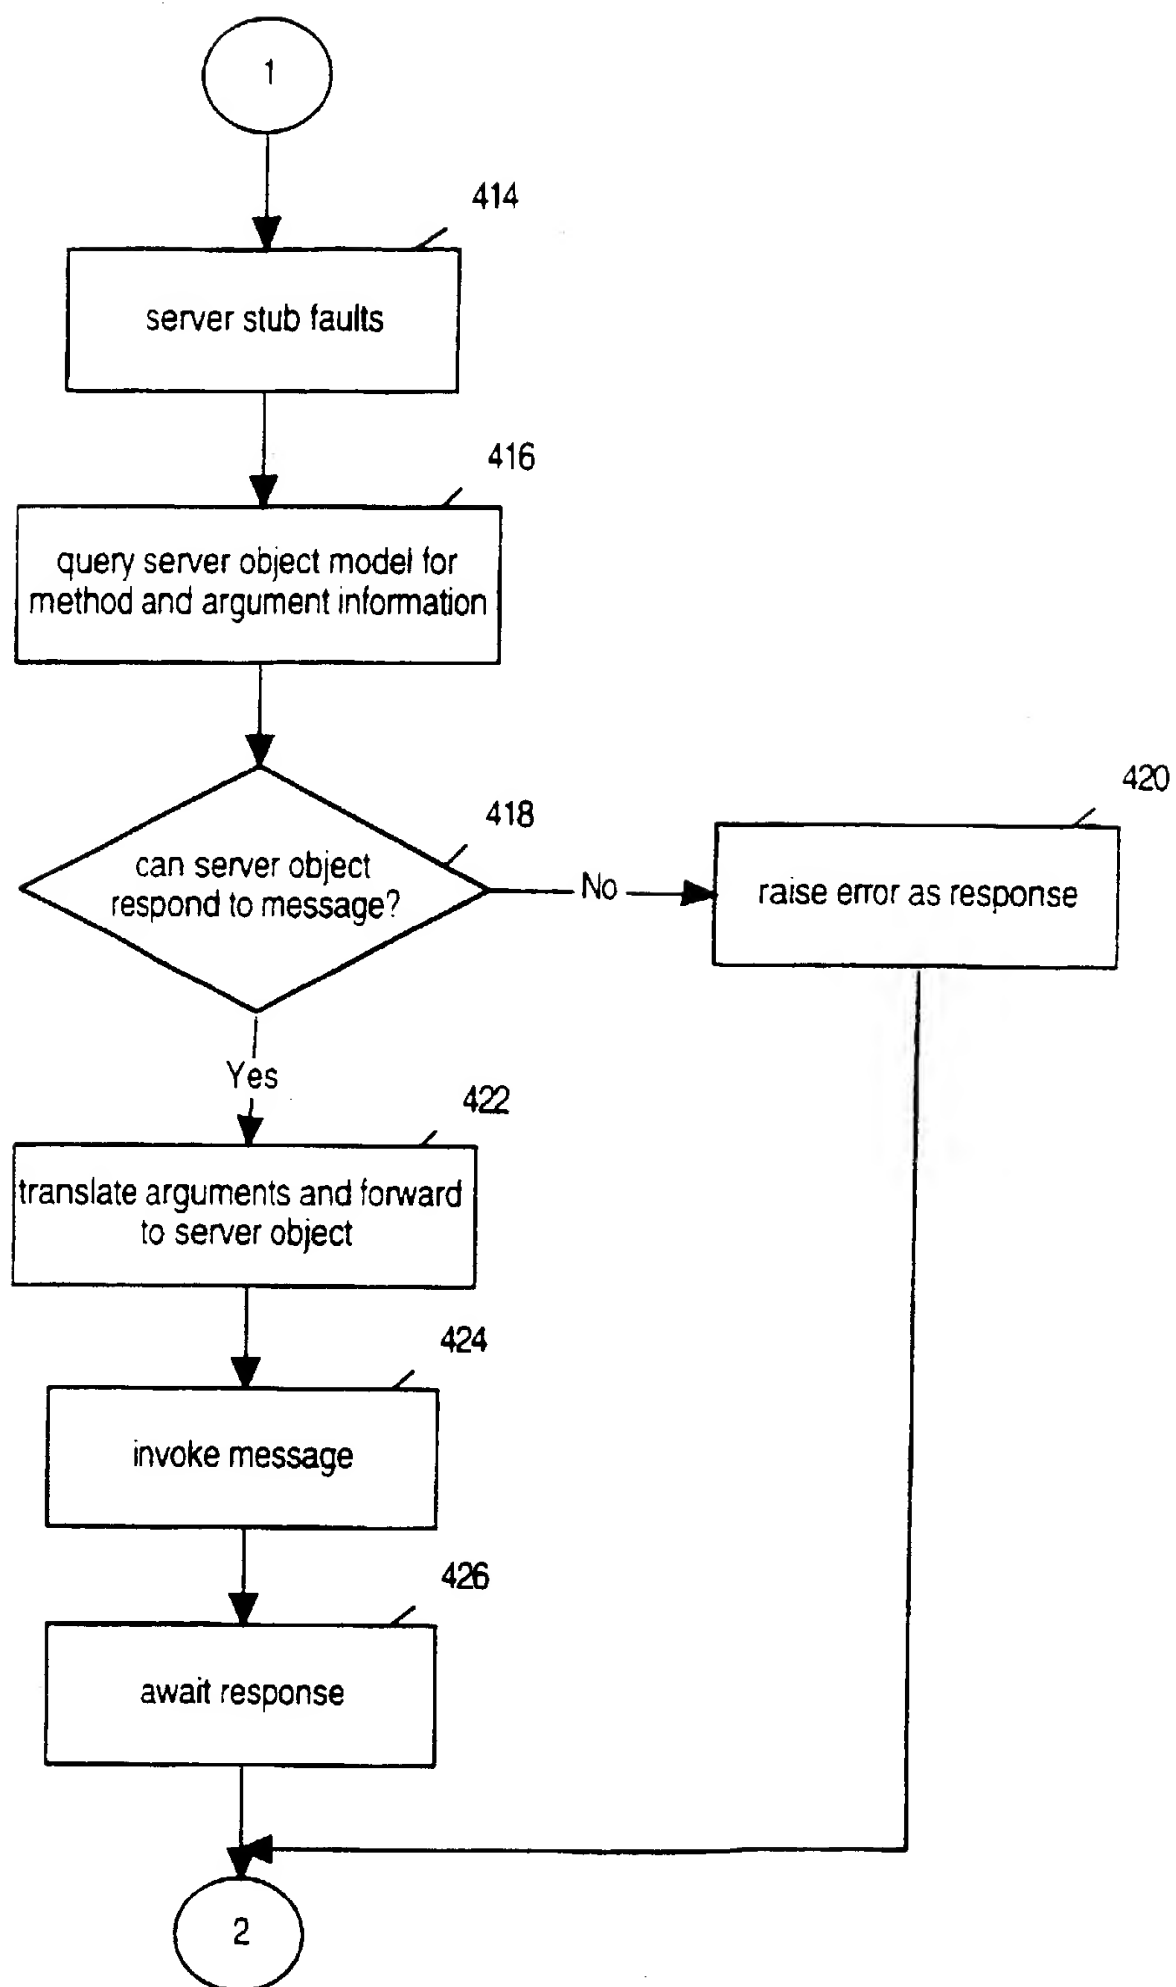 1
414
server stub faults
416
query server object model for
method and argument information
418
can server object
respond to message?
No
420
raise error as response
Yes
422
translate arguments and forward
to server object
424
invoke message
426
await response
2